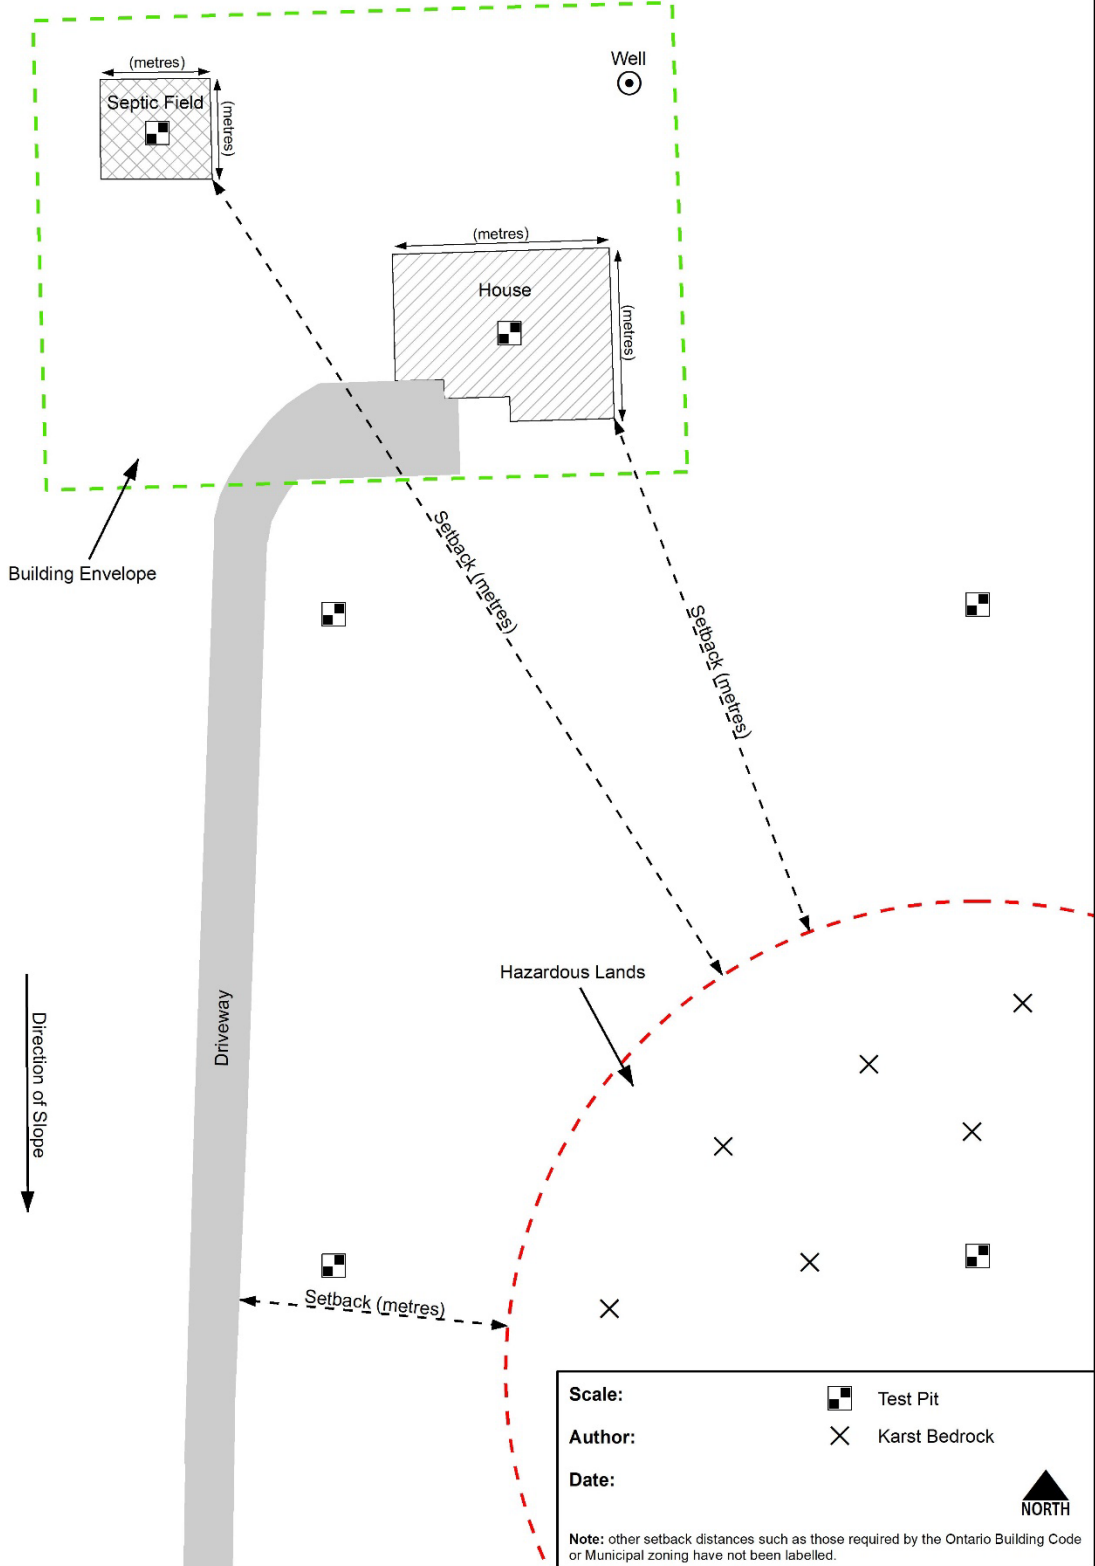 (metres)
Well
Septic Field
(metres)
(metres)
House
(metres)
Building Envelope
Setback (metres)
Setback (metres)
Hazardous Lands
Driveway
Direction of Slope
Setback (metres)
Scale:
Test Pit
Author:
Karst Bedrock
Date:
NORTH
Note: other setback distances such as those required by the Ontario Building Code
or Municipal zoning have not been labelled.